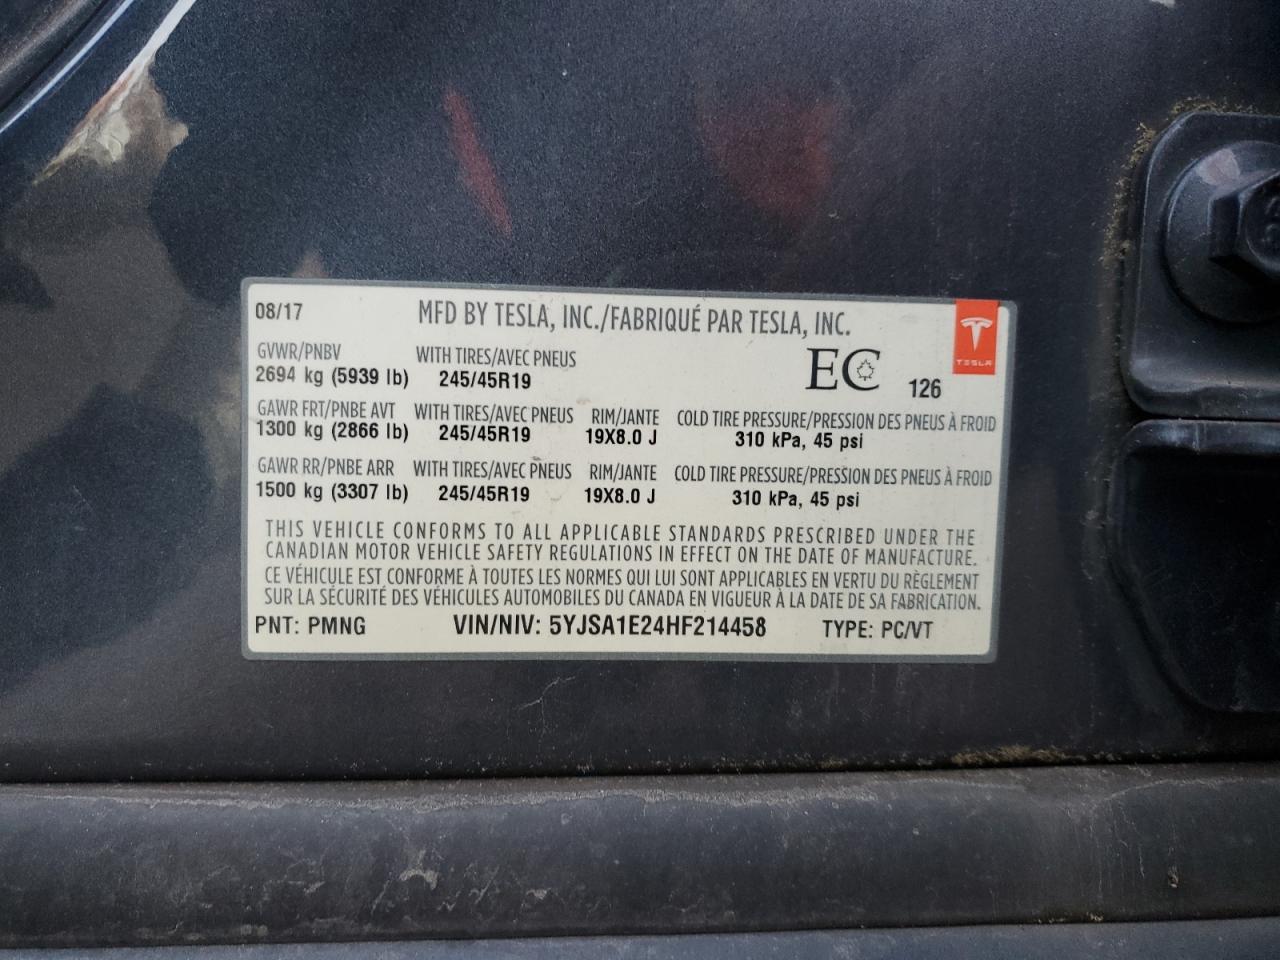 08/17 MFD BY TESLA, INC./FABRIQUÉ PAR TESLA, INC.
TESLA
GVWR/PNBV WITH TIRES/AVEC PNEUS
2694 kg (5939 lb) 245/45R19 EC 126
GAWR FRT/PNBE AVT WITH TIRES/AVEC PNEUS RIM/JANTE COLD TIRE PRESSURE/PRESSION DES PNEUS À FROID
1300 kg (2866 lb) 245/45R19 19X8.0 J 310 kPa, 45 psi
GAWR RR/PNBE ARR WITH TIRES/AVEC PNEUS RIM/JANTE COLD TIRE PRESSURE/PRESSION DES PNEUS À FROID
1500 kg (3307 lb) 245/45R19 19X8.0 J 310 kPa, 45 psi
THIS VEHICLE CONFORMS TO ALL APPLICABLE STANDARDS PRESCRIBED UNDER THE
CANADIAN MOTOR VEHICLE SAFETY REGULATIONS IN EFFECT ON THE DATE OF MANUFACTURE.
CE VÉHICULE EST CONFORME À TOUTES LES NORMES QUI LUI SONT APPLICABLES EN VERTU DU RÈGLEMENT
SUR LA SÉCURITÉ DES VÉHICULES AUTOMOBILES DU CANADA EN VIGUEUR À LA DATE DE SA FABRICATION.
PNT: PMNG VIN/NIV: 5YJSA1E24HF214458 TYPE: PC/VT